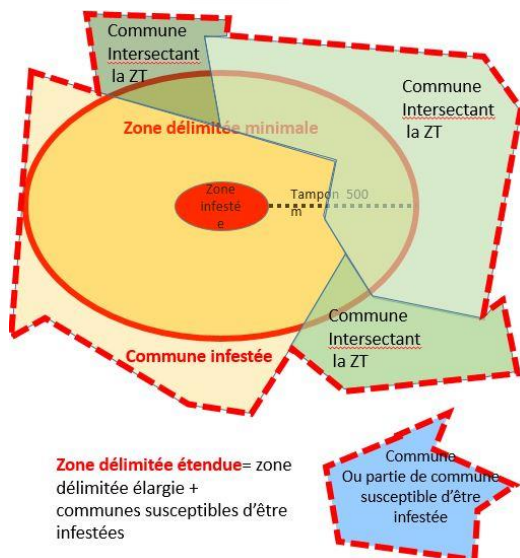 Commune
Intersectant
la ZT
Commune
Intersectant
la ZT
Zone délimitée minimale
Zone
infesté
e
Tampon 500
m
Commune
Intersectant
la ZT
Commune infestée
Zone délimitée étendue= zone
délimitée élargie +
communes susceptibles d’être
infestées
Commune
Ou partie de commune
susceptible d’être
infestée